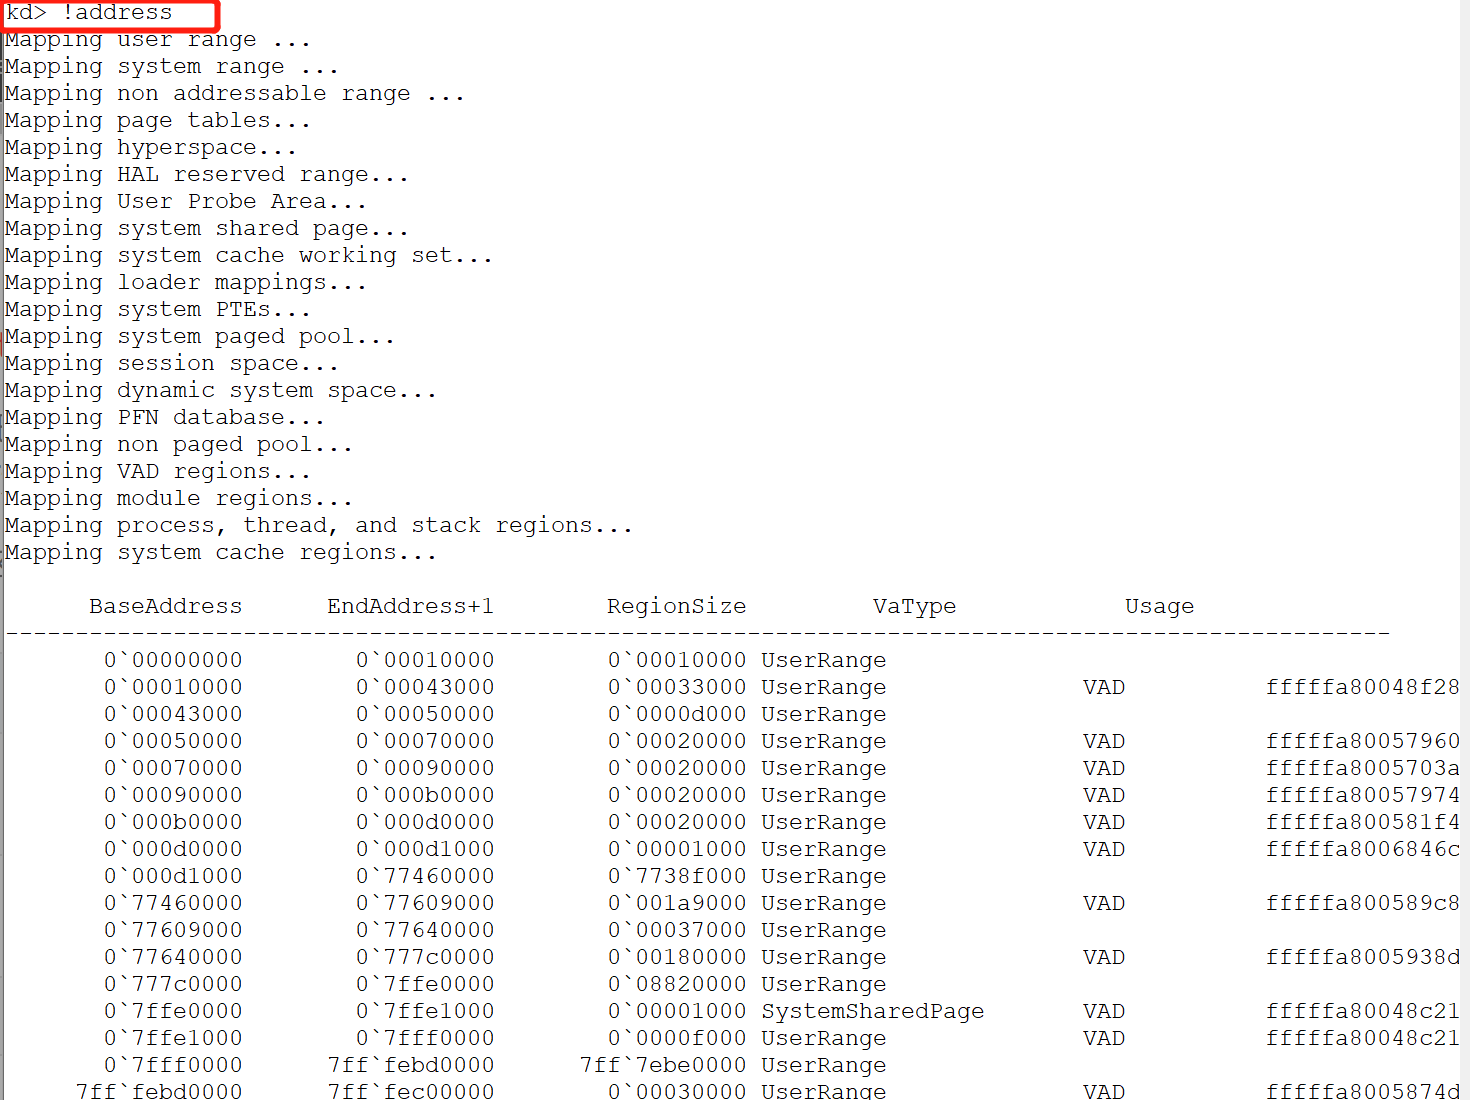 kd> !address
Mapping user range ...
Mapping system range ...
Mapping non addressable range ...
Mapping page tables...
Mapping hyperspace...
Mapping HAL reserved range...
Mapping User Probe Area...
Mapping system shared page...
Mapping system cache working set...
Mapping loader mappings...
Mapping system PTEs...
Mapping system paged pool...
Mapping session space...
Mapping dynamic system space...
Mapping PFN database...
Mapping non paged pool...
Mapping VAD regions...
Mapping module regions...
Mapping process, thread, and stack regions...
Mapping system cache regions...
BaseAddress EndAddress+1 RegionSize VaType Usage
---------------------------------------------------------------------------------------------------
0`00000000 0`00010000 0`00010000 UserRange
0`00010000 0`00043000 0`00033000 UserRange VAD fffffa80048f28
0`00043000 0`00050000 0`0000d000 UserRange
0`00050000 0`00070000 0`00020000 UserRange VAD fffffa80057960
0`00070000 0`00090000 0`00020000 UserRange VAD fffffa8005703a
0`00090000 0`000b0000 0`00020000 UserRange VAD fffffa80057974
0`000b0000 0`000d0000 0`00020000 UserRange VAD fffffa800581f4
0`000d0000 0`000d1000 0`00001000 UserRange VAD fffffa8006846c
0`000d1000 0`77460000 0`7738f000 UserRange
0`77460000 0`77609000 0`001a9000 UserRange VAD fffffa800589c8
0`77609000 0`77640000 0`00037000 UserRange
0`77640000 0`777c0000 0`00180000 UserRange VAD fffffa8005938d
0`777c0000 0`7ffe0000 0`08820000 UserRange
0`7ffe0000 0`7ffe1000 0`00001000 SystemSharedPage VAD fffffa80048c21
0`7ffe1000 0`7fff0000 0`0000f000 UserRange VAD fffffa80048c21
0`7fff0000 7ff`febd0000 7ff`7ebe0000 UserRange
7ff`febd0000 7ff`fec00000 0`00030000 UserRange VAD fffffa8005874d